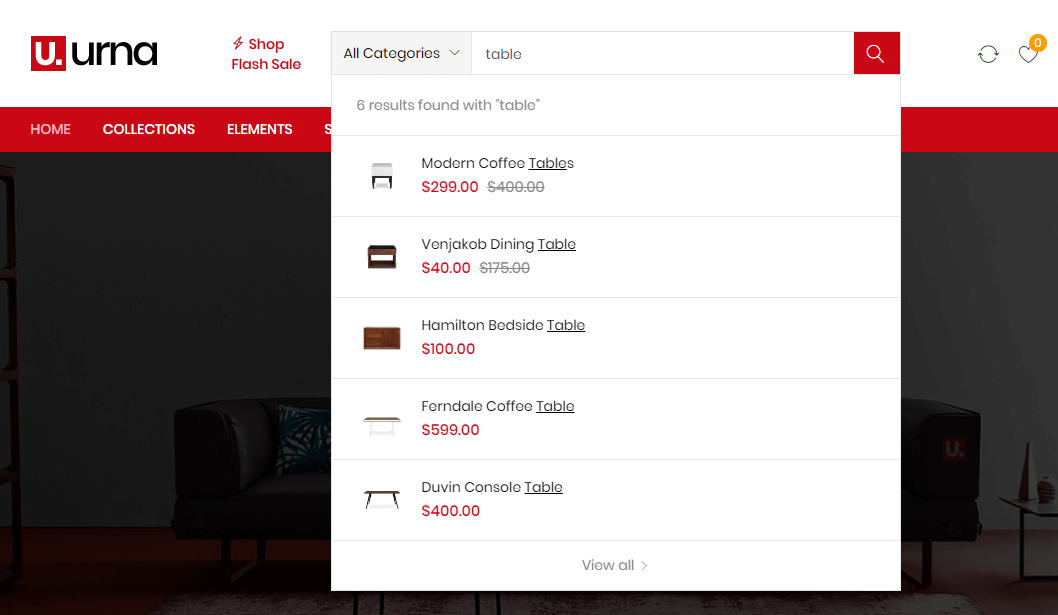 u. urna
Shop
Flash Sale
All Categories
table
0
HOME
COLLECTIONS
ELEMENTS
S
6 results found with "table"
Modern Coffee Tables
$299.00 $400.00
Venjakob Dining Table
$40.00 $175.00
Hamilton Bedside Table
$100.00
Ferndale Coffee Table
$599.00
Duvin Console Table
$400.00
View all
u.